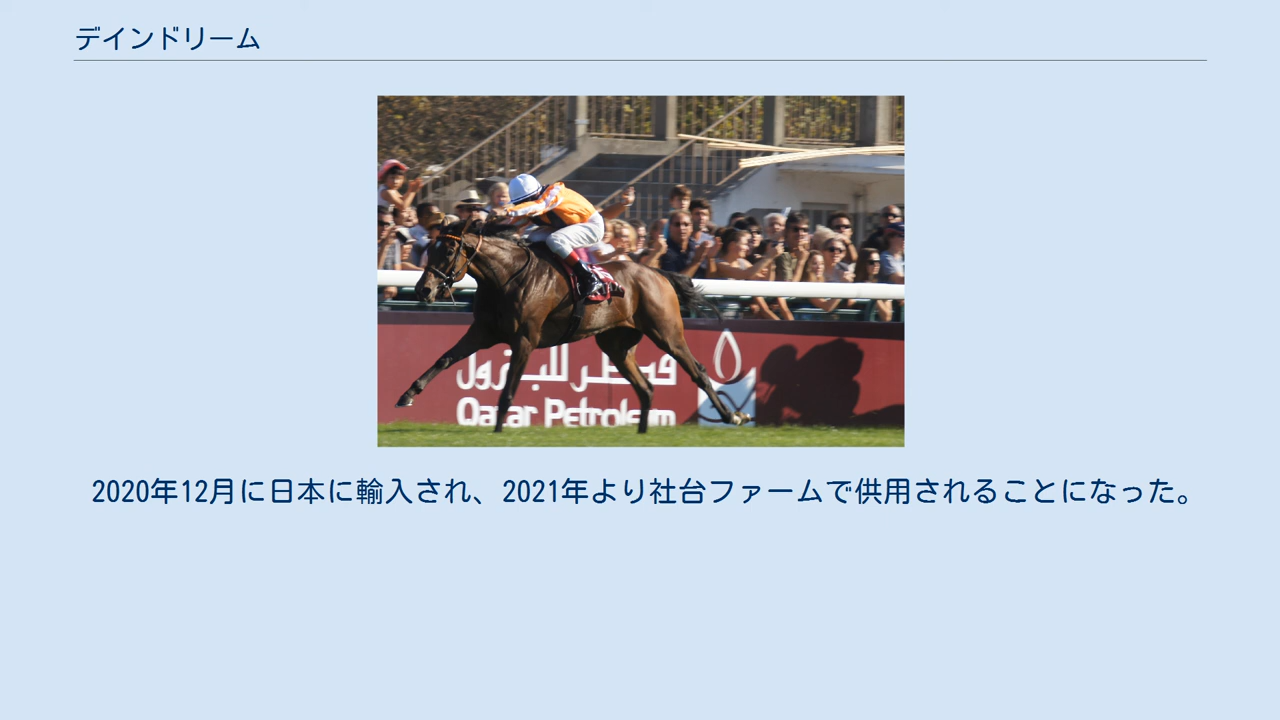 デインドリーム
قطر للبترول
Qatar Petroleum
2020年12月に日本に輸入され、2021年より社台ファームで供用されることになった。